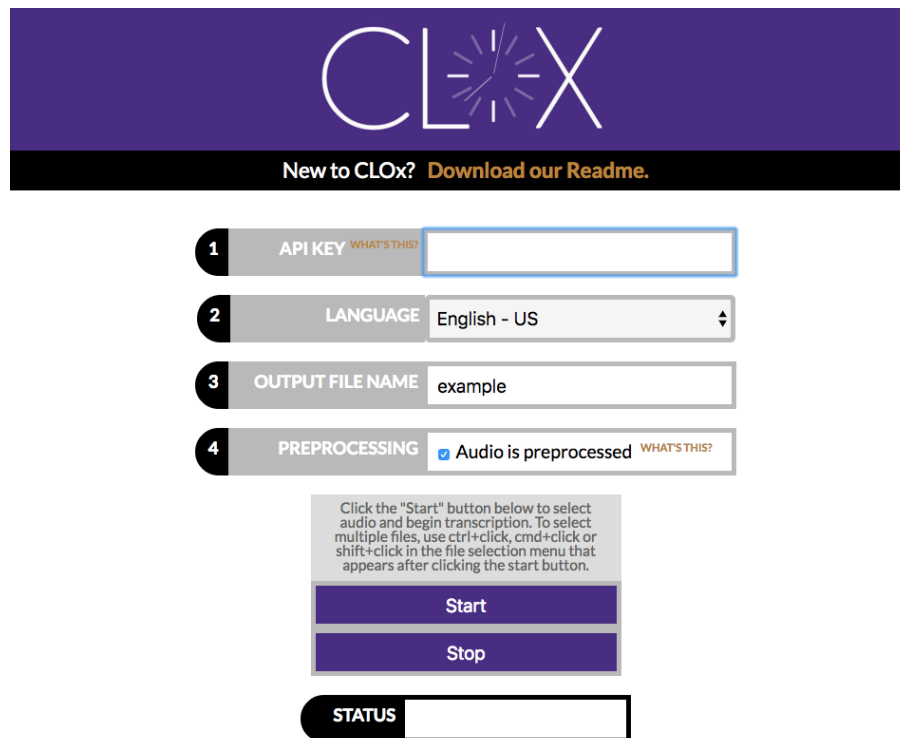 CLOX
New to CLOx? Download our Readme.
1 API KEY WHAT'S THIS?
2 LANGUAGE English - US
3 OUTPUT FILE NAME example
4 PREPROCESSING Audio is preprocessed WHAT'S THIS?
Click the "Start" button below to select
audio and begin transcription. To select
multiple files, use ctrl+click, cmd+click or
shift+click in the file selection menu that
appears after clicking the start button.
Start
Stop
STATUS